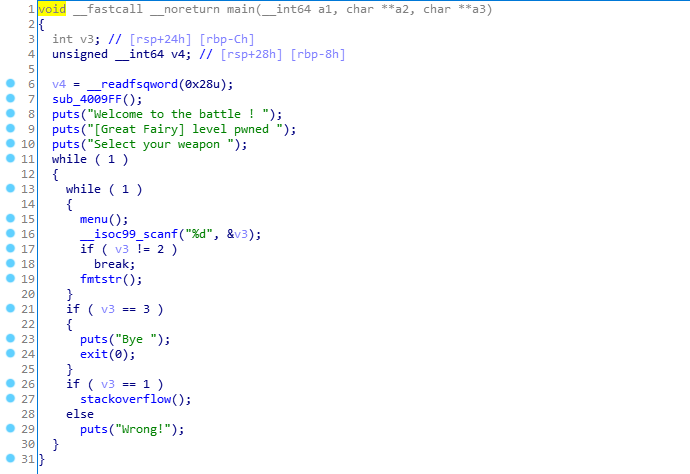 1 void __fastcall __noreturn main(__int64 a1, char **a2, char **a3)
2 {
3   int v3; // [rsp+24h] [rbp-Ch]
4   unsigned __int64 v4; // [rsp+28h] [rbp-8h]
5
6   v4 = __readfsqword(0x28u);
7   sub_4009FF();
8   puts("Welcome to the battle ! ");
9   puts("[Great Fairy] level pwned ");
10   puts("Select your weapon ");
11   while ( 1 )
12   {
13     while ( 1 )
14     {
15       menu();
16       __isoc99_scanf("%d", &v3);
17       if ( v3 != 2 )
18         break;
19       fmtstr();
20     }
21     if ( v3 == 3 )
22     {
23       puts("Bye ");
24       exit(0);
25     }
26     if ( v3 == 1 )
27       stackoverflow();
28     else
29       puts("Wrong!");
30   }
31 }